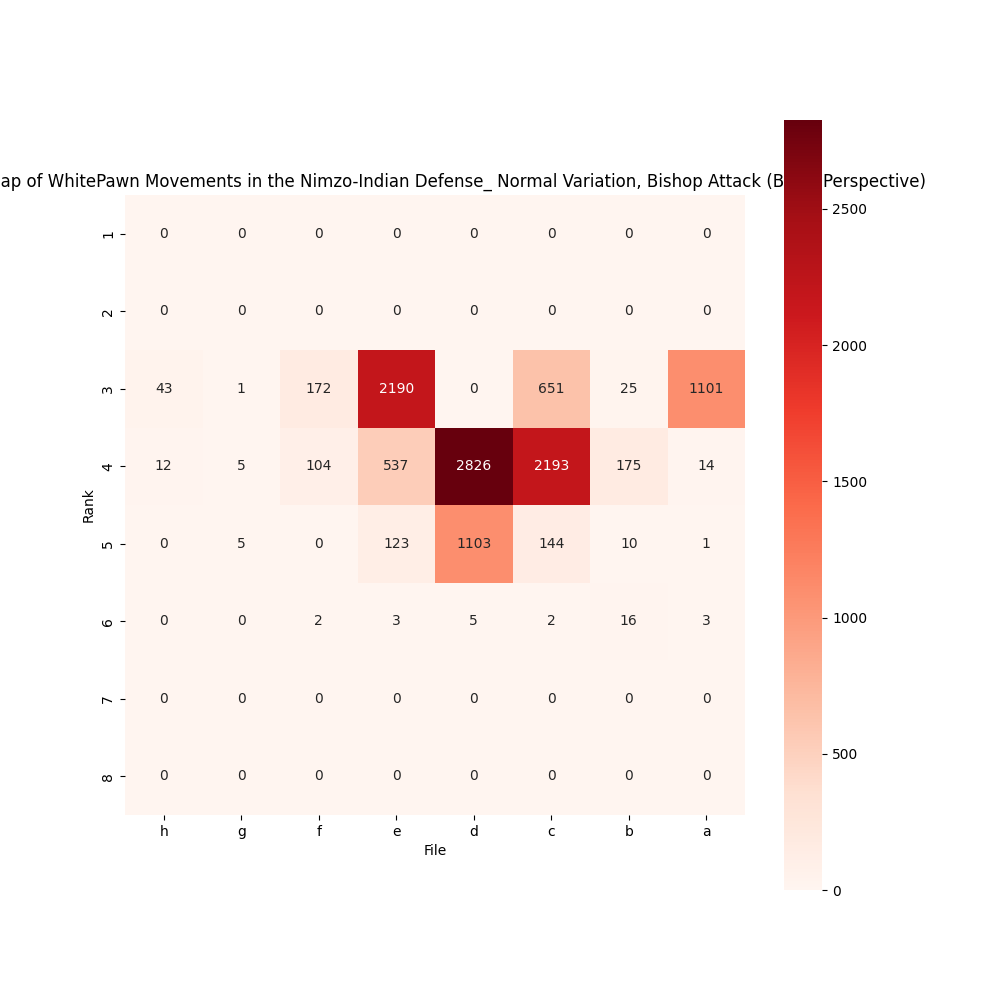 ap of WhitePawn Movements in the Nimzo-Indian Defense_ Normal Variation, Bishop Attack (B Perspective)
1 0 0 0 0 0 0 0 0
2 0 0 0 0 0 0 0 0
3 43 1 172 2190 0 651 25 1101
4 12 5 104 537 2826 2193 175 14
5 0 5 0 123 1103 144 10 1
6 0 0 2 3 5 2 16 3
7 0 0 0 0 0 0 0 0
8 0 0 0 0 0 0 0 0
h g f e d c b a
File
Rank
2500
2000
1500
1000
500
0